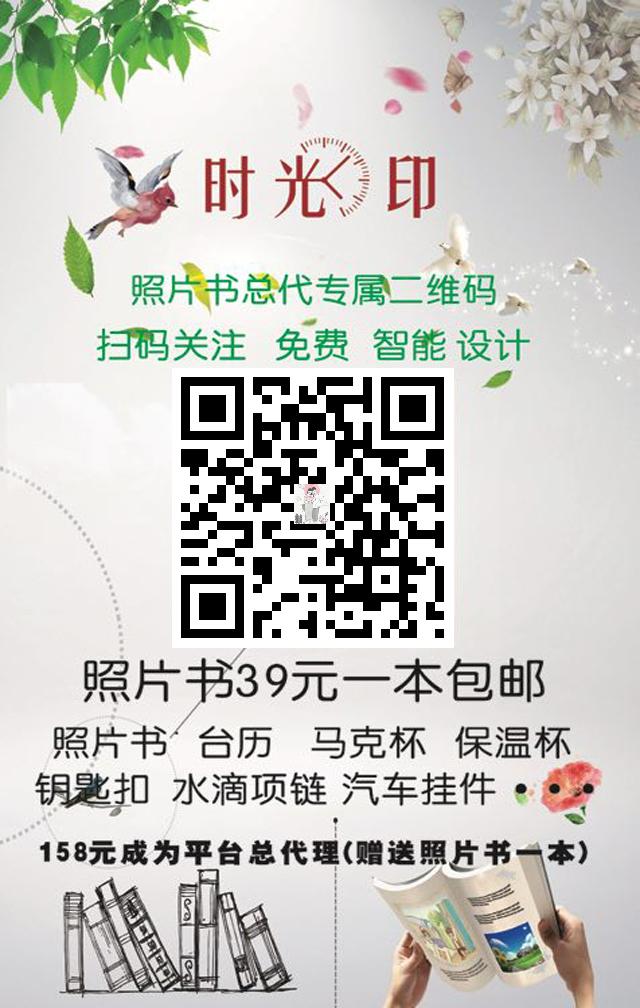 时光印
照片书总代专属二维码
扫码关注 免费 智能 设计
照片书39元一本包邮
照片书 台历 马克杯 保温杯
钥匙扣 水滴项链 汽车挂件 ···
158元成为平台总代理(赠送照片书一本)